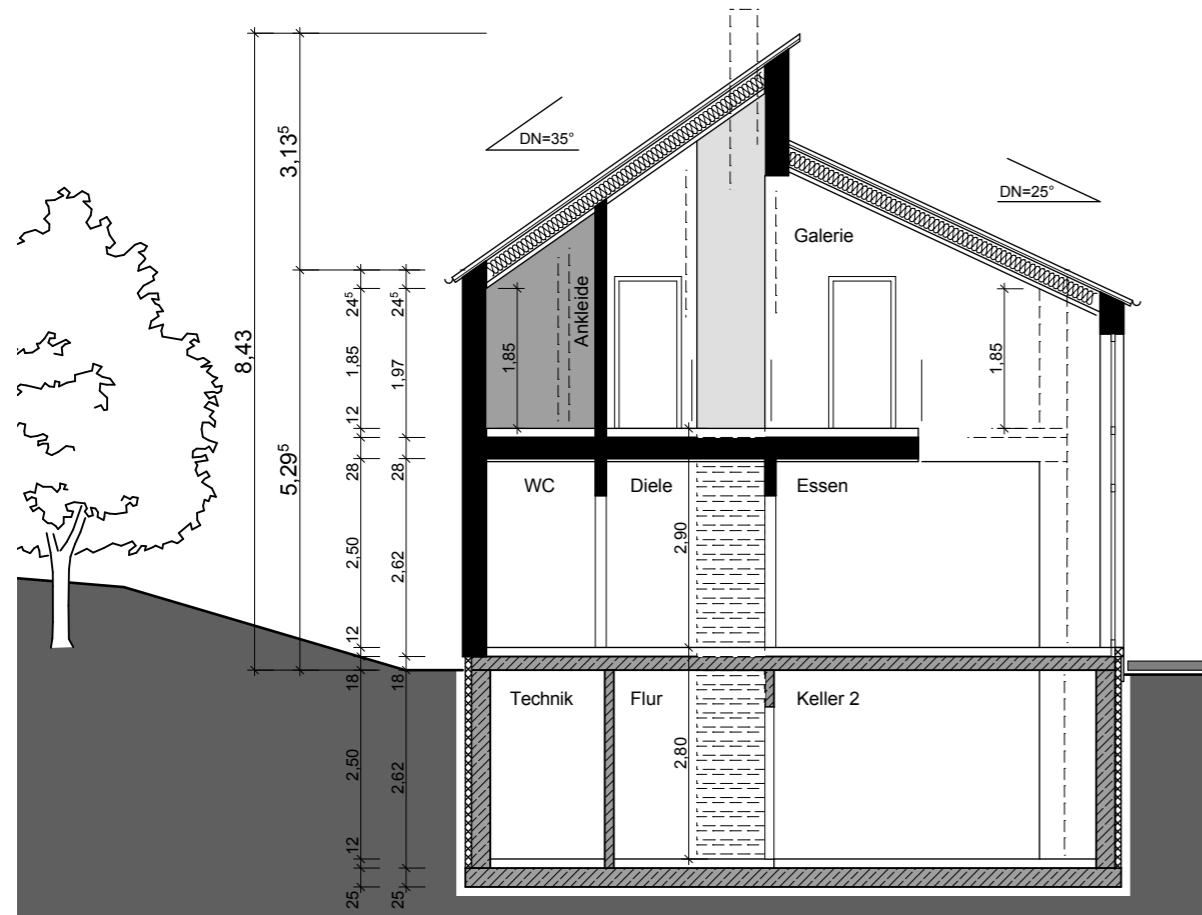 DN=35°
DN=25°
3,13⁵
8,43
5,29⁵
24⁵
24⁵
1,85
1,97
12
28
28
2,50
2,62
12
18
18
2,50
2,62
12
25
25
Galerie
Ankleide
1,85
1,85
WC
Diele
Essen
2,90
Technik
Flur
Keller 2
2,80